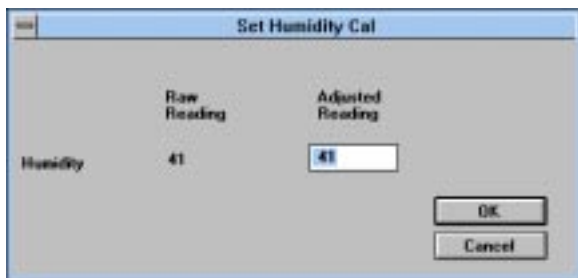 Set Humidity Cal
Raw Reading
Adjusted Reading
Humidity 41 41
OK
Cancel